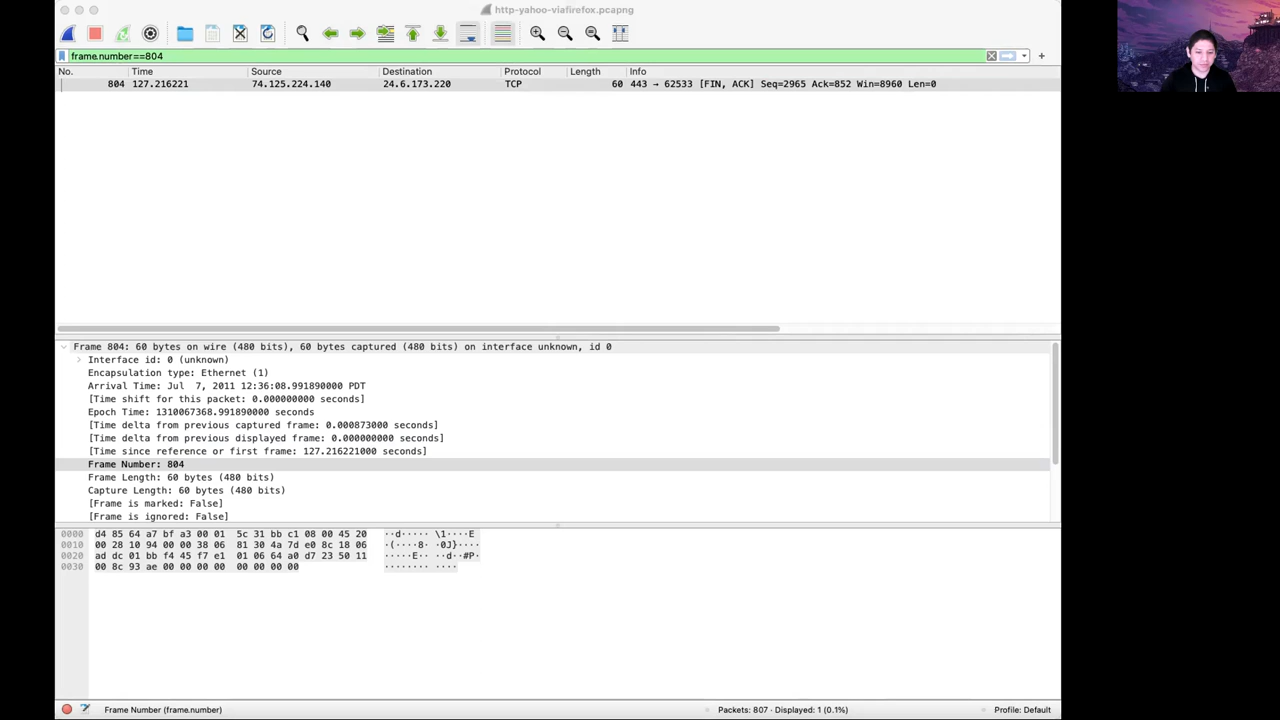 http-yahoo-viafirefox.pcapng
frame.number==804
No. Time Source Destination Protocol Length Info
804 127.216221 74.125.224.140 24.6.173.220 TCP 60 443 → 62533 [FIN, ACK] Seq=2965 Ack=852 Win=8960 Len=0
Frame 804: 60 bytes on wire (480 bits), 60 bytes captured (480 bits) on interface unknown, id 0
Interface id: 0 (unknown)
Encapsulation type: Ethernet (1)
Arrival Time: Jul  7, 2011 12:36:08.991890000 PDT
[Time shift for this packet: 0.000000000 seconds]
Epoch Time: 1310067368.991890000 seconds
[Time delta from previous captured frame: 0.000873000 seconds]
[Time delta from previous displayed frame: 0.000000000 seconds]
[Time since reference or first frame: 127.216221000 seconds]
Frame Number: 804
Frame Length: 60 bytes (480 bits)
Capture Length: 60 bytes (480 bits)
[Frame is marked: False]
[Frame is ignored: False]
0000 d4 85 64 a7 bf a3 00 01 5c 31 bb c1 08 00 45 20 ··d····· \1····E
0010 00 28 10 94 00 00 38 06 81 30 4a 7d e0 8c 18 06 ·(····8· ·0J}····
0020 ad dc 01 bb f4 45 f7 e1 01 06 64 a0 d7 23 50 11 ·····E·· ··d··#P·
0030 00 8c 93 ae 00 00 00 00 00 00 00 00 ········ ····
Frame Number (frame.number) Packets: 807 · Displayed: 1 (0.1%) Profile: Default